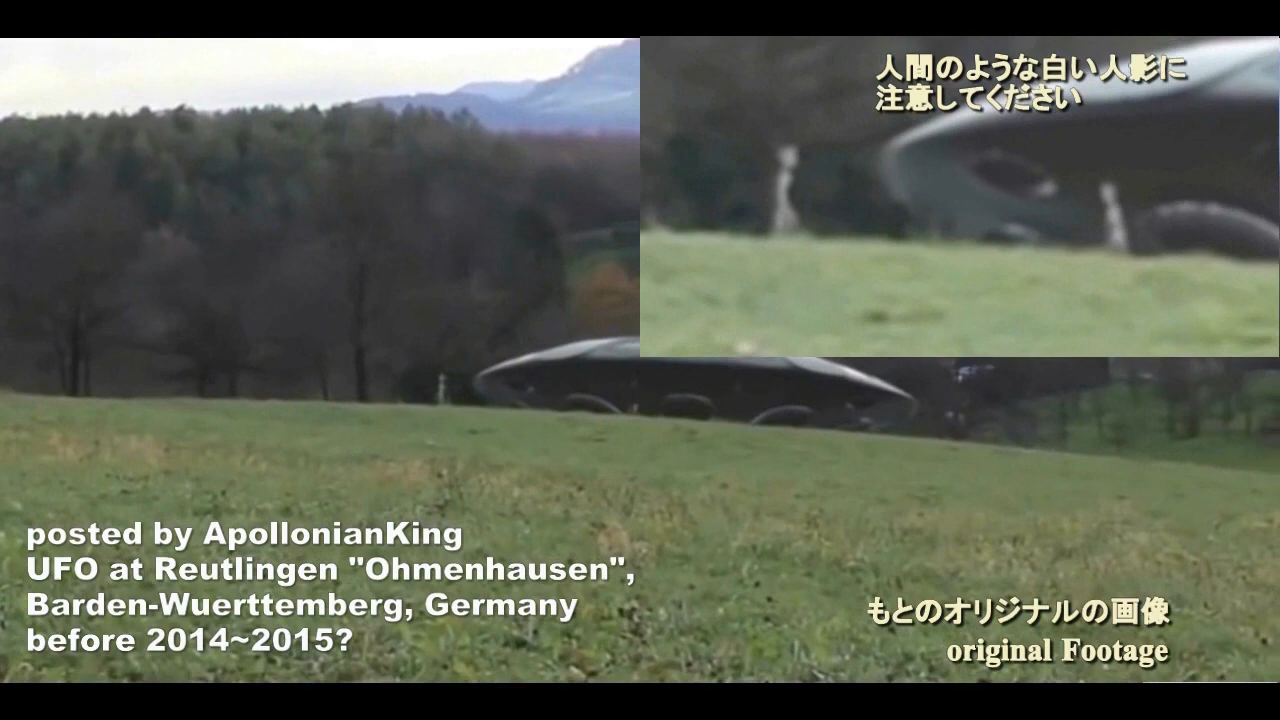 人間のような白い人影に
注意してください
posted by ApollonianKing
UFO at Reutlingen "Ohmenhausen",
Barden-Wuerttemberg, Germany
before 2014~2015?
もとのオリジナルの画像
original Footage